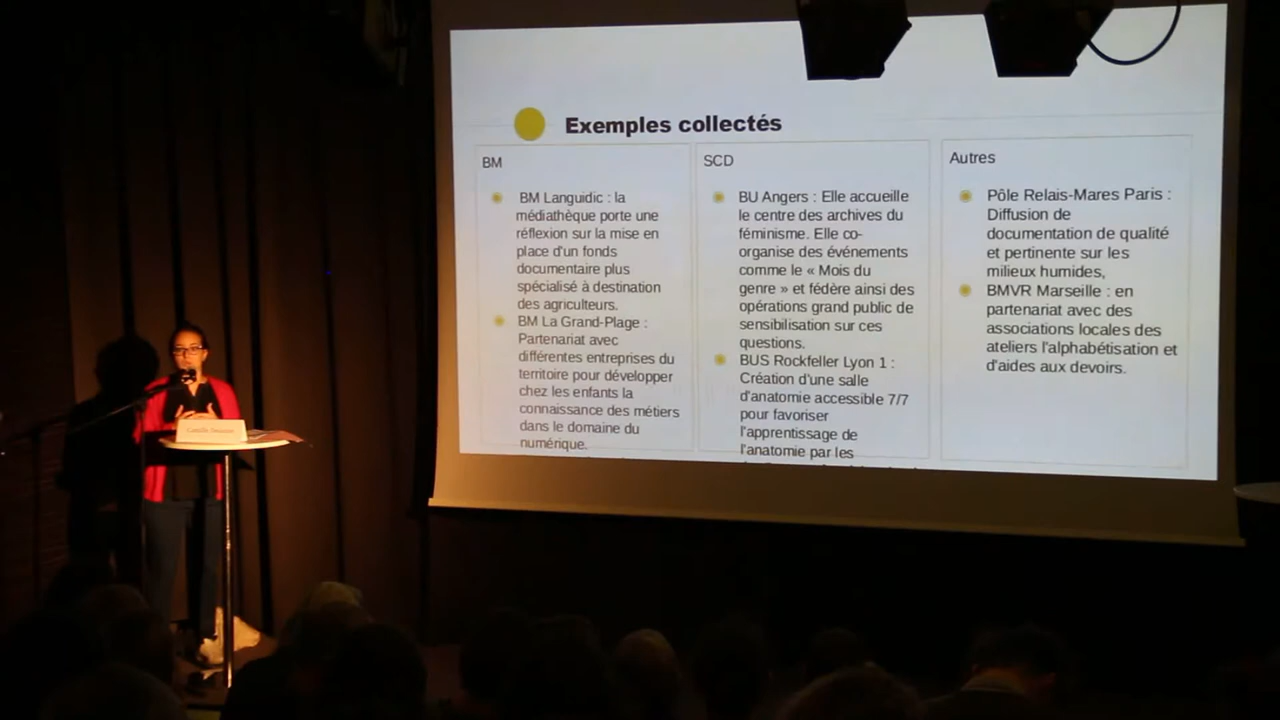 Exemples collectés
BM
BM Languidic : la
médiathèque porte une
réflexion sur la mise en
place d'un fonds
documentaire plus
spécialisé à destination
des agriculteurs.
BM La Grand-Plage :
Partenariat avec
différentes entreprises du
territoire pour développer
chez les enfants la
connaissance des métiers
dans le domaine du
numérique.
SCD
BU Angers : Elle accueille
le centre des archives du
féminisme. Elle co-
organise des événements
comme le « Mois du
genre » et fédère ainsi des
opérations grand public de
sensibilisation sur ces
questions.
BUS Rockfeller Lyon 1 :
Création d'une salle
d'anatomie accessible 7/7
pour favoriser
l'apprentissage de
l'anatomie par les
Autres
Pôle Relais-Mares Paris :
Diffusion de
documentation de qualité
et pertinente sur les
milieux humides,
BMVR Marseille : en
partenariat avec des
associations locales des
ateliers l'alphabétisation et
d'aides aux devoirs.